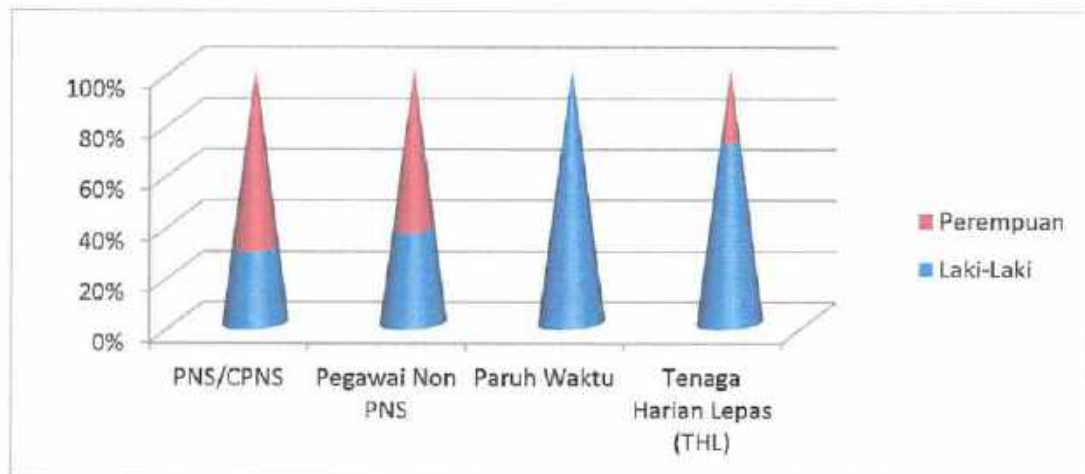 100%
80%
60%
40%
20%
0%
PNS/CPNS
Pegawai Non
PNS
Paruh Waktu
Tenaga
Harian Lepas
(THL)
Perempuan
Laki-Laki